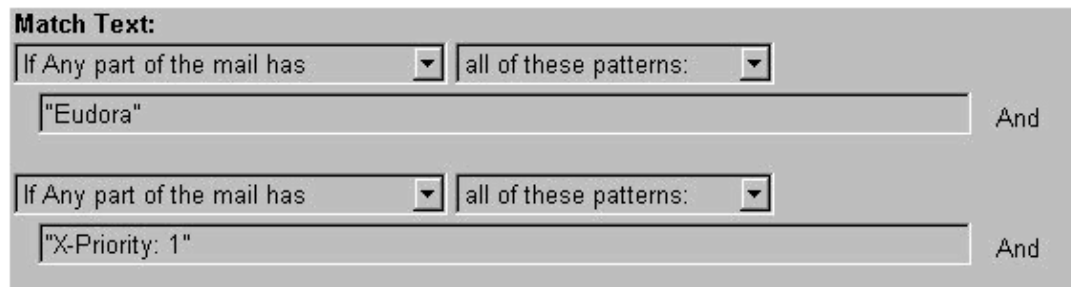 Match Text:
If Any part of the mail has all of these patterns:
"Eudora" And
If Any part of the mail has all of these patterns:
"X-Priority: 1" And